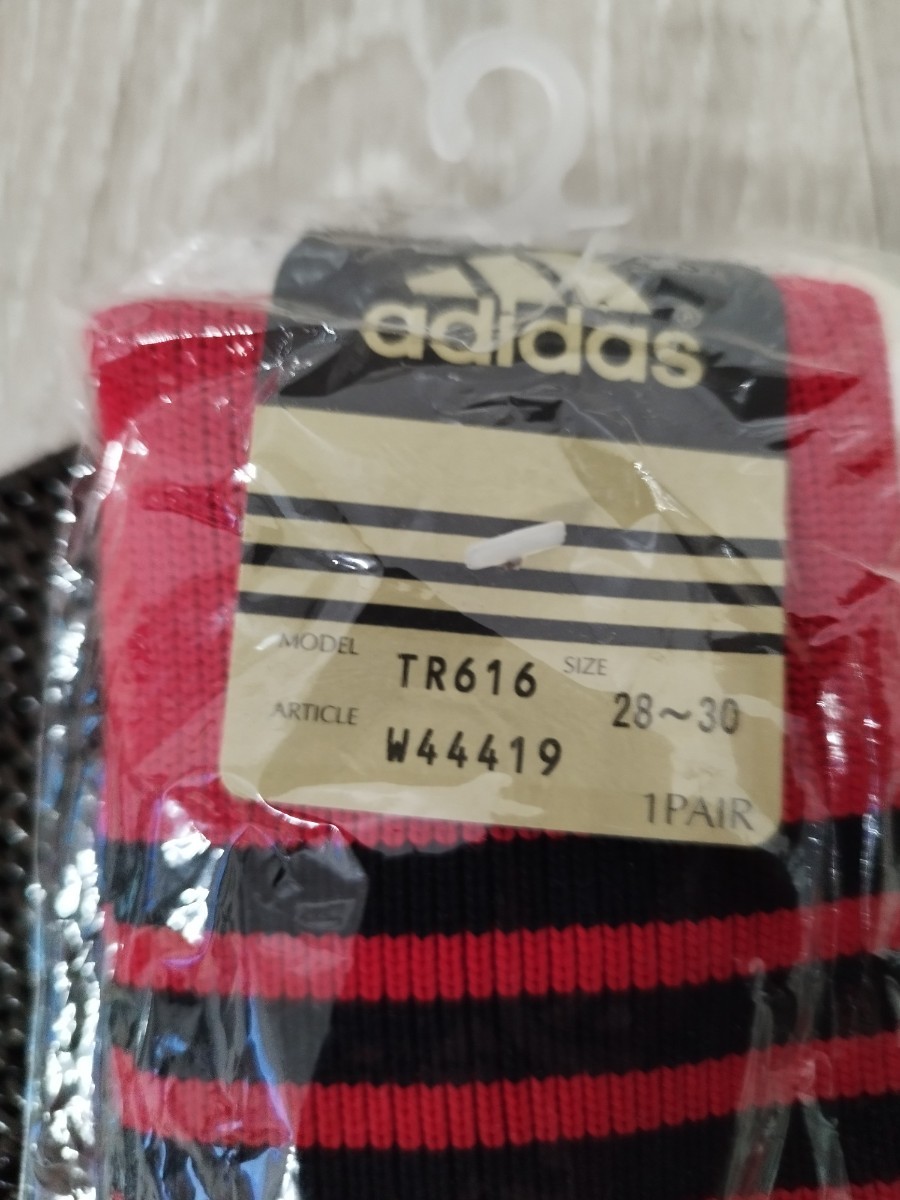 adidas®
MODEL TR616 SIZE 28~30
ARTICLE W44419
1PAIR